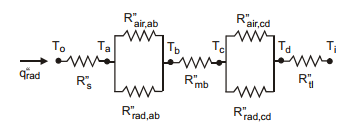 R"air,ab R"air,cd
To Ta Tb Tc Td Ti
q"rad R"s R"mb R"tl
R"rad,ab R"rad,cd